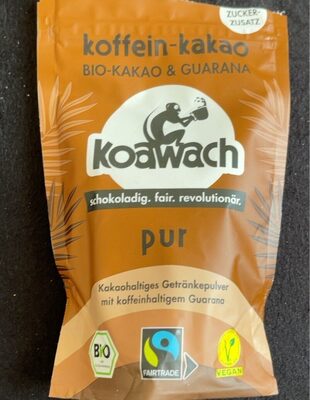 ZUCKER-
ZUSATZ
koffein-kakao
BIO-KAKAO & GUARANA
koawach
schokoladig. fair. revolutionär.
pur
Kakaohaltiges Getränkepulver
mit koffeinhaltigem Guarana
BIO
FAIRTRADE
VEGAN